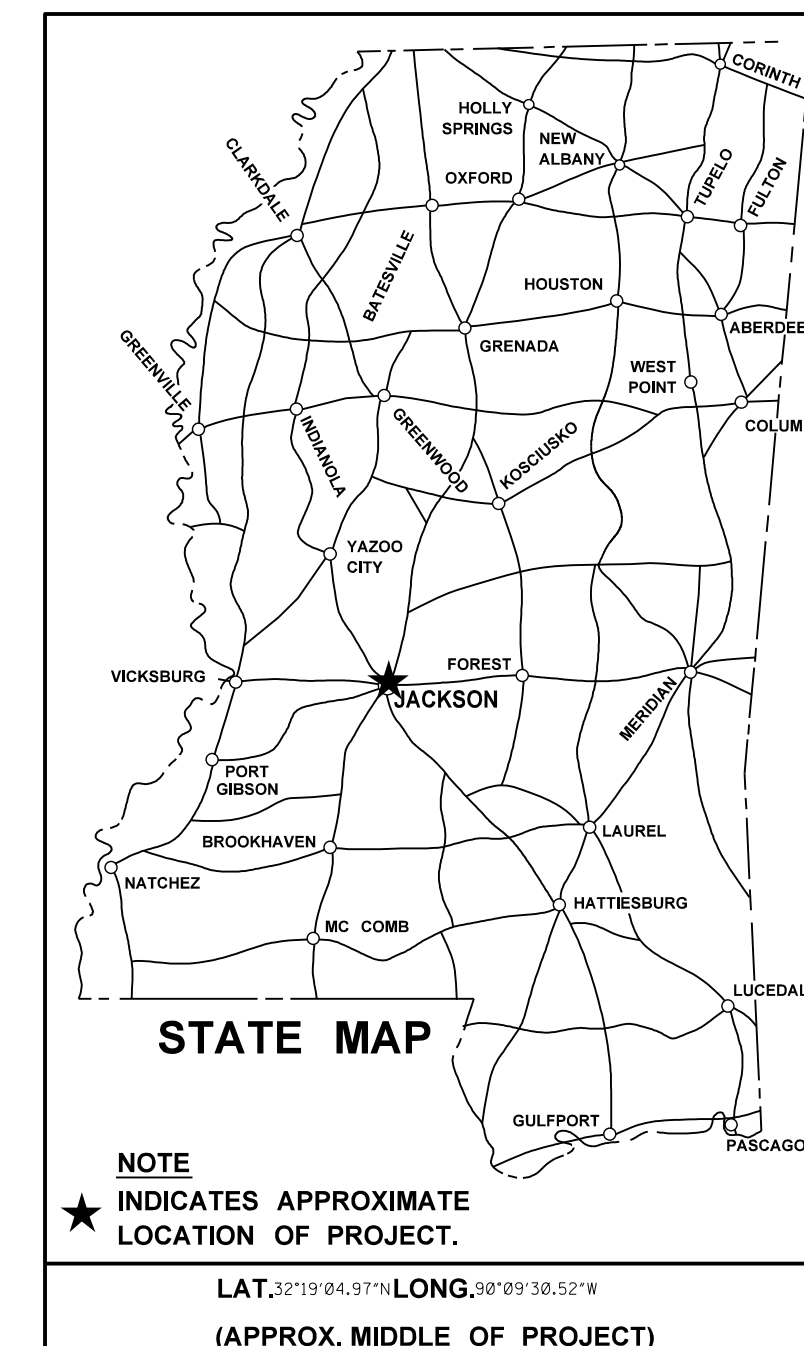 CORINTH
HOLLY
SPRINGS
NEW
ALBANY
CLARKDALE
OXFORD
TUPELO
FULTON
BATESVILLE
HOUSTON
ABERDEE
GREENVILLE
GRENADA
WEST
POINT
INDIANOLA
GREENWOOD
KOSCIUSKO
COLUM
YAZOO
CITY
VICKSBURG
FOREST
JACKSON
MERIDIAN
PORT
GIBSON
BROOKHAVEN
LAUREL
NATCHEZ
HATTIESBURG
MC COMB
LUCEDAL
STATE MAP
GULFPORT
PASCAGO
NOTE
INDICATES APPROXIMATE
LOCATION OF PROJECT.
LAT.32°19'04.97"N LONG.90°09'30.52"W
(APPROX. MIDDLE OF PROJECT)